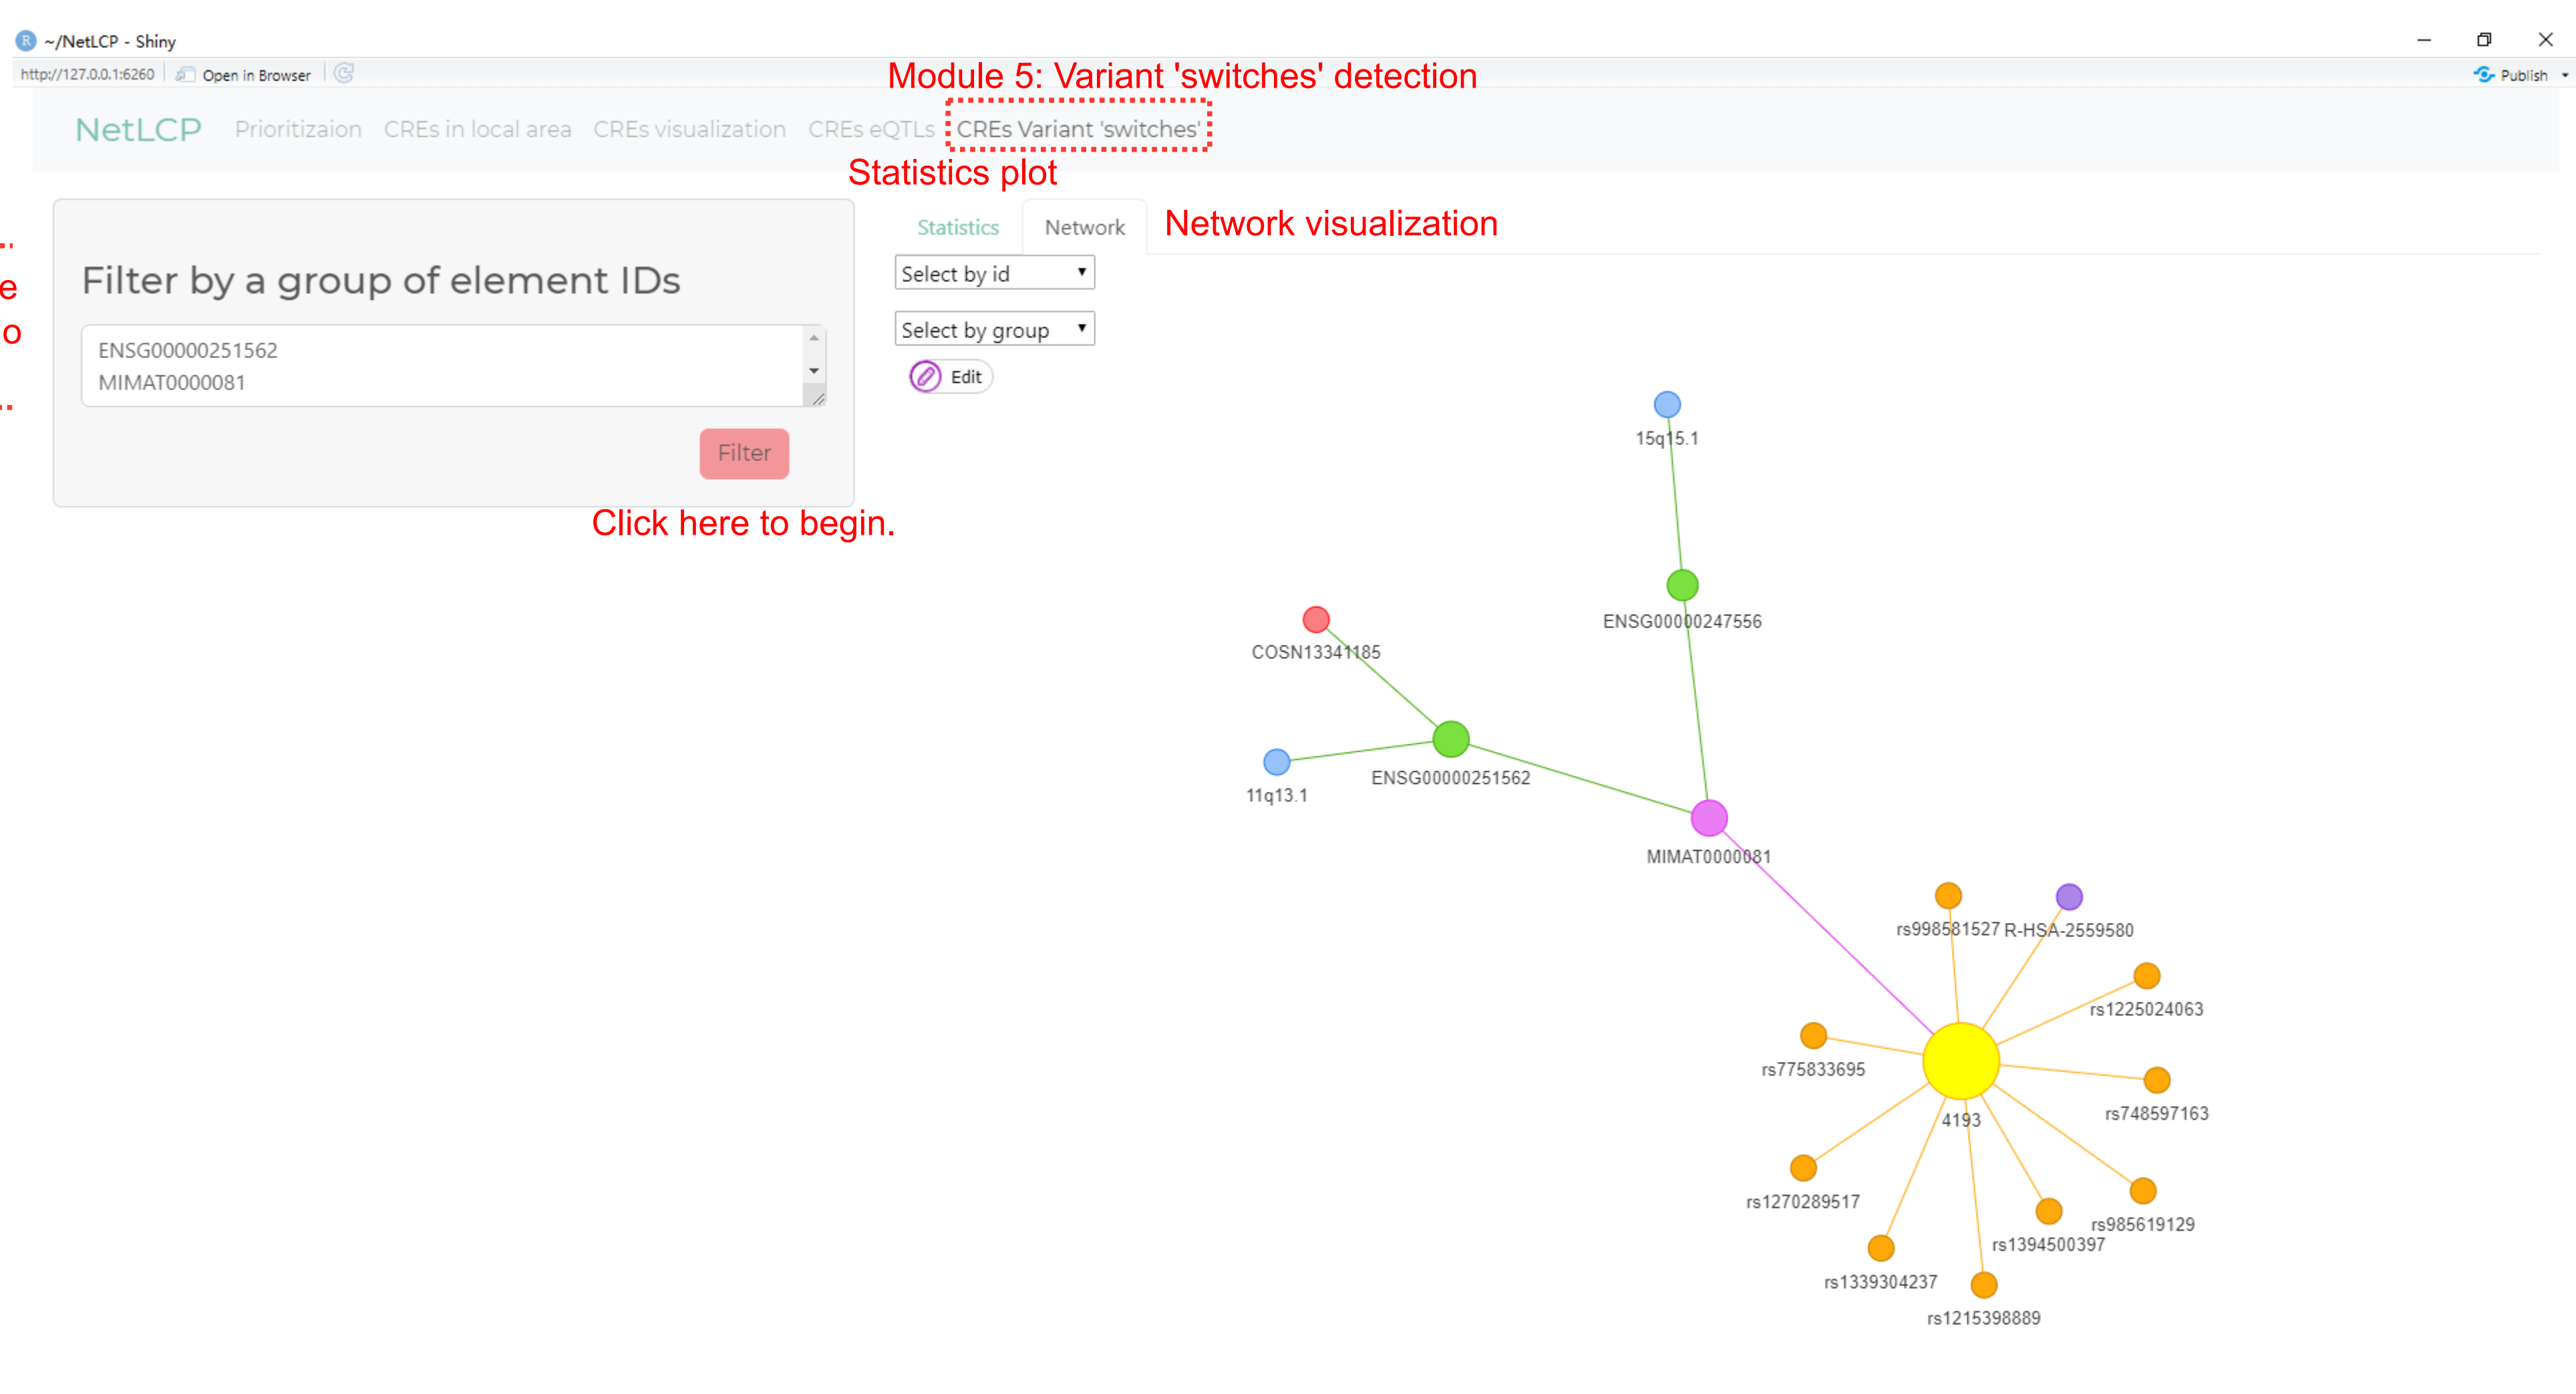 ~/NetLCP - Shiny
http://127.0.0.1:6260 Open in Browser Publish
Module 5: Variant 'switches' detection
NetLCP Prioritizaion CREs in local area CREs visualization CREs eQTLs CREs Variant 'switches'
Statistics plot
Statistics Network Network visualization
Select by id
Filter by a group of element IDs
e
o
Select by group
ENSG00000251562
MIMAT0000081
Edit
Filter
Click here to begin.
15q15.1
ENSG00000247556
COSN13341185
ENSG00000251562
11q13.1
MIMAT0000081
rs998581527 R-HSA-2559580
rs1225024063
rs775833695
4193
rs748597163
rs1270289517
rs985619129
rs1394500397
rs1339304237
rs1215398889